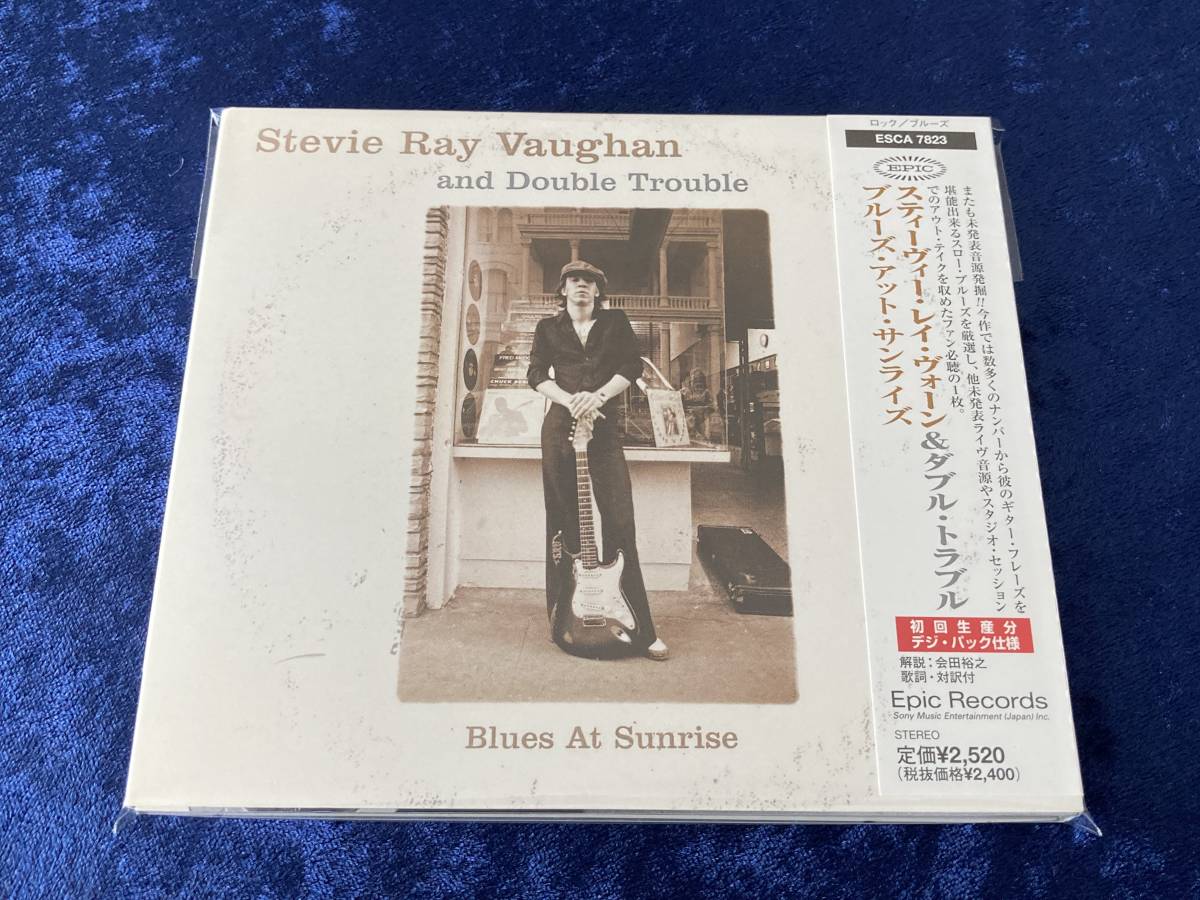 Stevie Ray Vaughan
and Double Trouble
FRED
CHUCK
SRV
Blues At Sunrise
ロック／ブルーズ
ESCA 7823
EPIC
またも未発表音源発掘!!今作では数多くのナンバーから彼のギター・フレーズを
堪能出来るスロー・ブルーズを厳選し、他未発表ライヴ音源やスタジオ・セッション
でのアウト・テイクを収めたファン必聴の1枚。
スティーヴィー・レイ・ヴォーン&ダブル・トラブル
ブルーズ・アット・サンライズ
初回生産分
デジ・パック仕様
解説：会田裕之
歌詞・対訳付
Epic Records
Sony Music Entertainment (Japan) Inc.
STEREO
定価¥2,520
(税抜価格¥2,400)